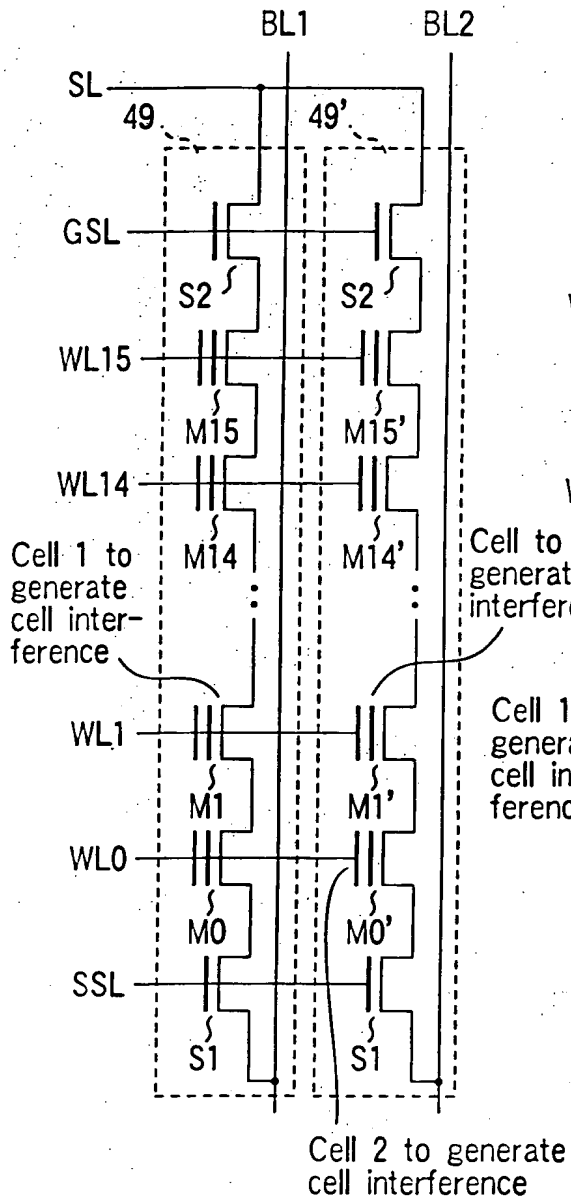 BL1 BL2
SL
49 49'
GSL
S2 S2
WL15
M15 M15'
WL14
M14 M14'
Cell 1 to
generate
cell inter-
ference
Cell to
WL1
Cell 1
M1 M1'
WL0
M0 M0'
SSL
S1 S1
Cell 2 to generate
cell interference